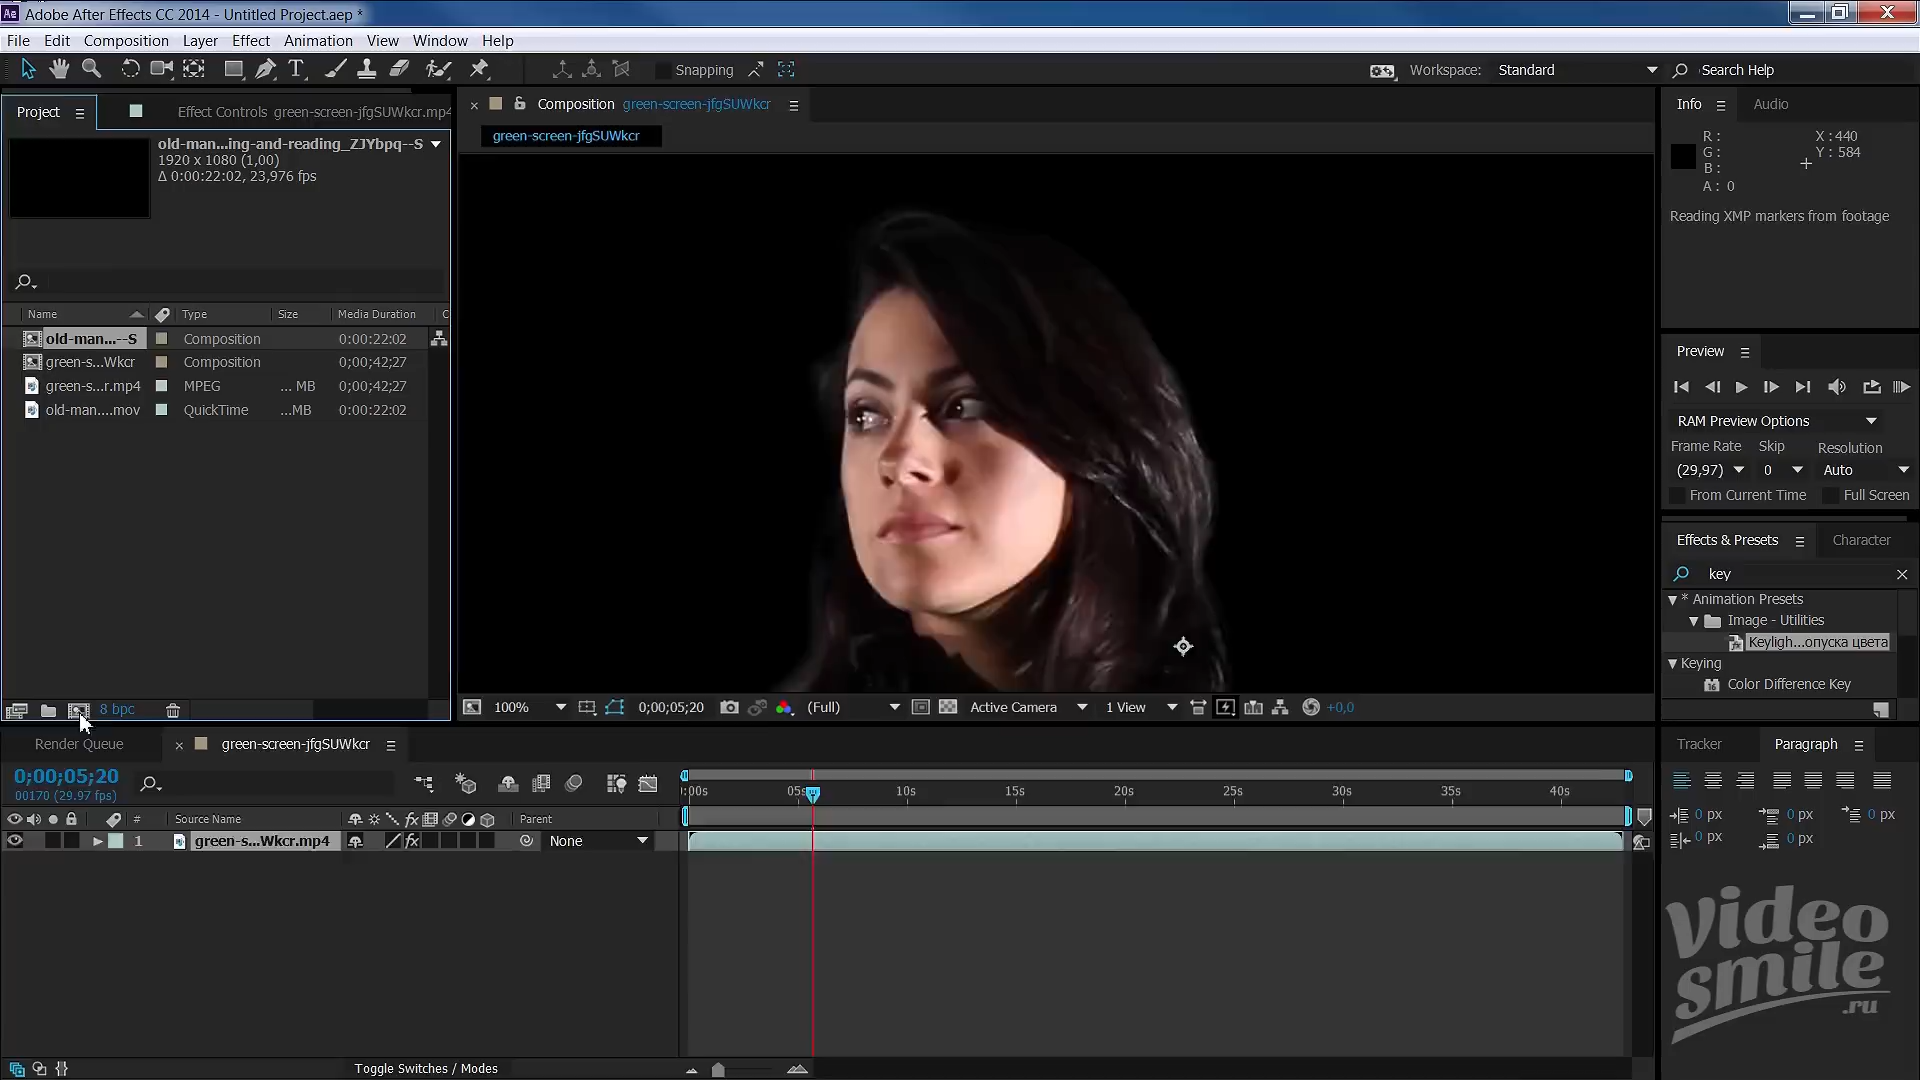 Ae Adobe After Effects CC 2014 - Untitled Project.aep *
File Edit Composition Layer Effect Animation View Window Help
Snapping
Workspace: Standard
Search Help
Project
Effect Controls green-screen-jfgSUWkcr.mp4
old-man...ing-and-reading_ZJYbpq--S
1920 x 1080 (1,00)
Δ 0:00:22:02, 23,976 fps
Name Type Size Media Duration C
old-man...--S Composition 0:00:22:02
green-s...Wkcr Composition 0;00;42;27
green-s...r.mp4 MPEG ... MB 0;00;42;27
old-man....mov QuickTime ...MB 0:00:22:02
8 bpc
Composition green-screen-jfgSUWkcr
green-screen-jfgSUWkcr
100% 0;00;05;20 (Full) Active Camera 1 View +0,0
Info Audio
R :
G :
B :
A : 0
X : 440
Y : 584
Reading XMP markers from footage
Preview
RAM Preview Options
Frame Rate Skip Resolution
(29,97) 0 Auto
From Current Time Full Screen
Effects & Presets Character
key
* Animation Presets
Image - Utilities
Keyligh...опуска цвета
Keying
Color Difference Key
Render Queue
green-screen-jfgSUWkcr
0;00;05;20
00170 (29.97 fps)
:00s 05s 10s 15s 20s 25s 30s 35s 40s
# Source Name Parent
1 green-s...Wkcr.mp4 None
Toggle Switches / Modes
Tracker Paragraph
0 px 0 px 0 px
0 px 0 px
Video
smile
.ru